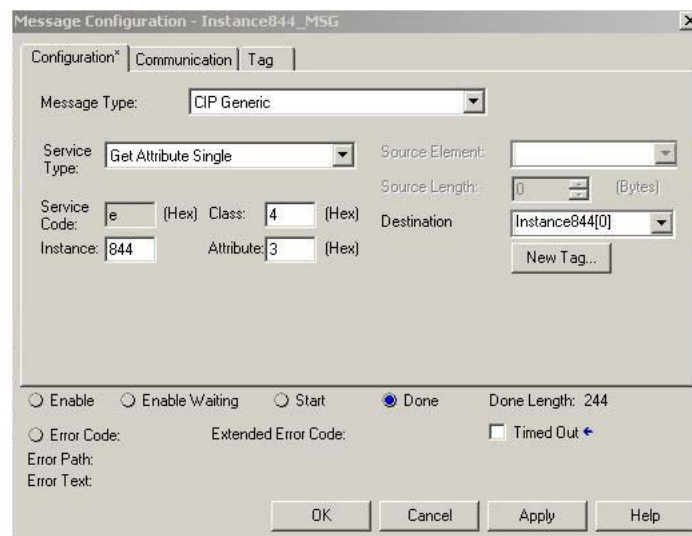 Message Configuration - Instance844_MSG
Configuration* Communication Tag
Message Type: CIP Generic
Service Type: Get Attribute Single
Source Element:
Source Length: 0 (Bytes)
Service Code: e (Hex) Class: 4 (Hex)
Destination Instance844[0]
Instance: 844 Attribute: 3 (Hex)
New Tag...
Enable Enable Waiting Start Done Done Length: 244
Error Code: Extended Error Code: Timed Out
Error Path:
Error Text:
OK Cancel Apply Help